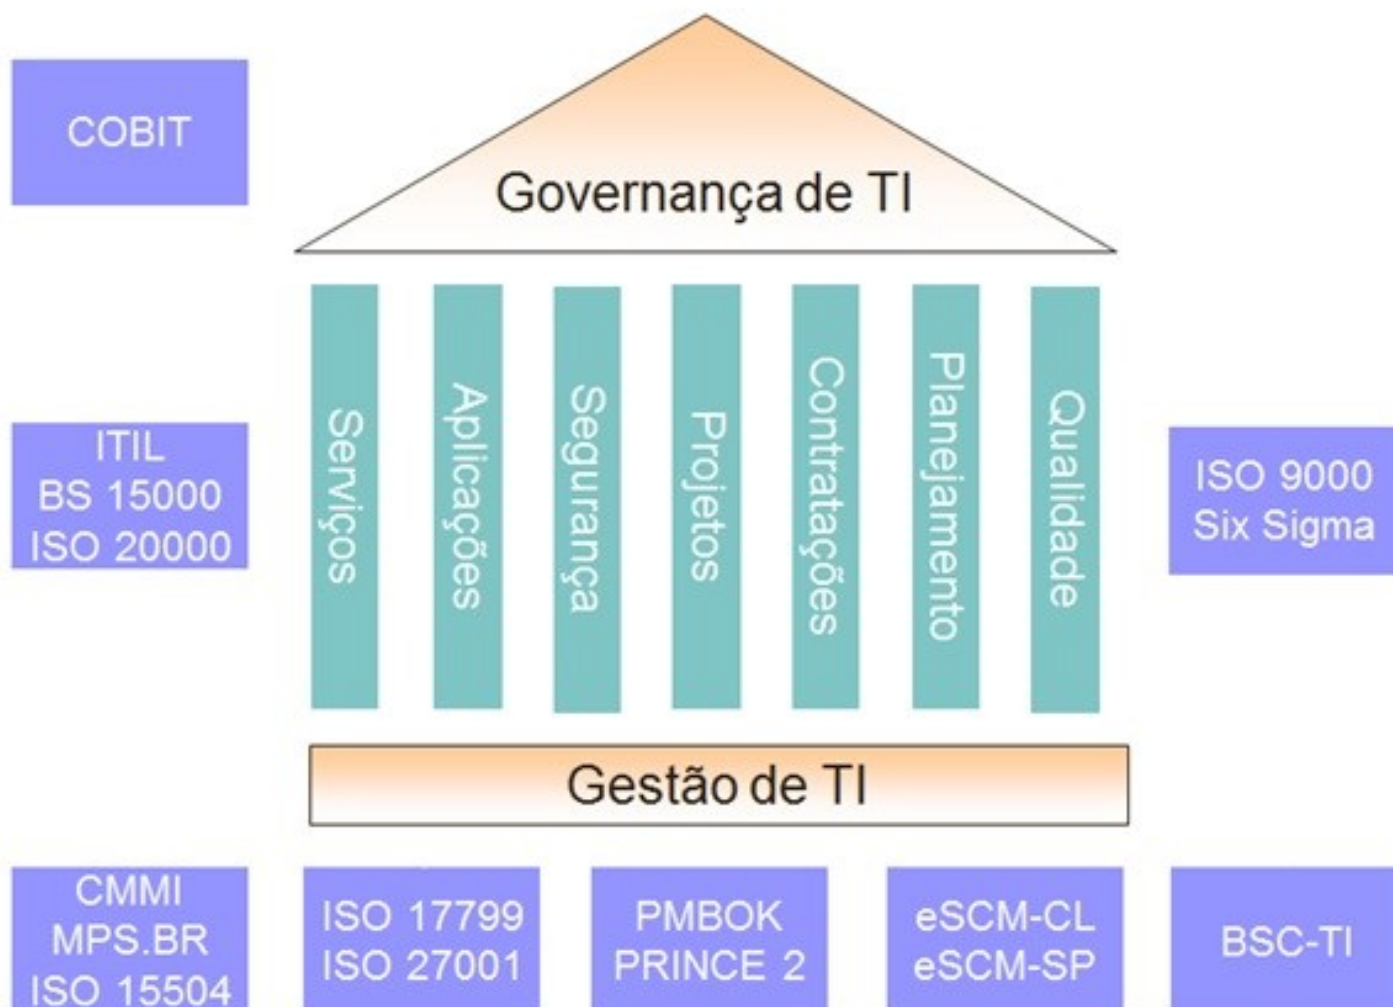 COBIT
Governança de TI
ITIL
BS 15000
ISO 20000
Serviços
Aplicações
Segurança
Projetos
Contratações
Planejamento
Qualidade
ISO 9000
Six Sigma
Gestão de TI
CMMI
MPS.BR
ISO 15504
ISO 17799
ISO 27001
PMBOK
PRINCE 2
eSCM-CL
eSCM-SP
BSC-TI